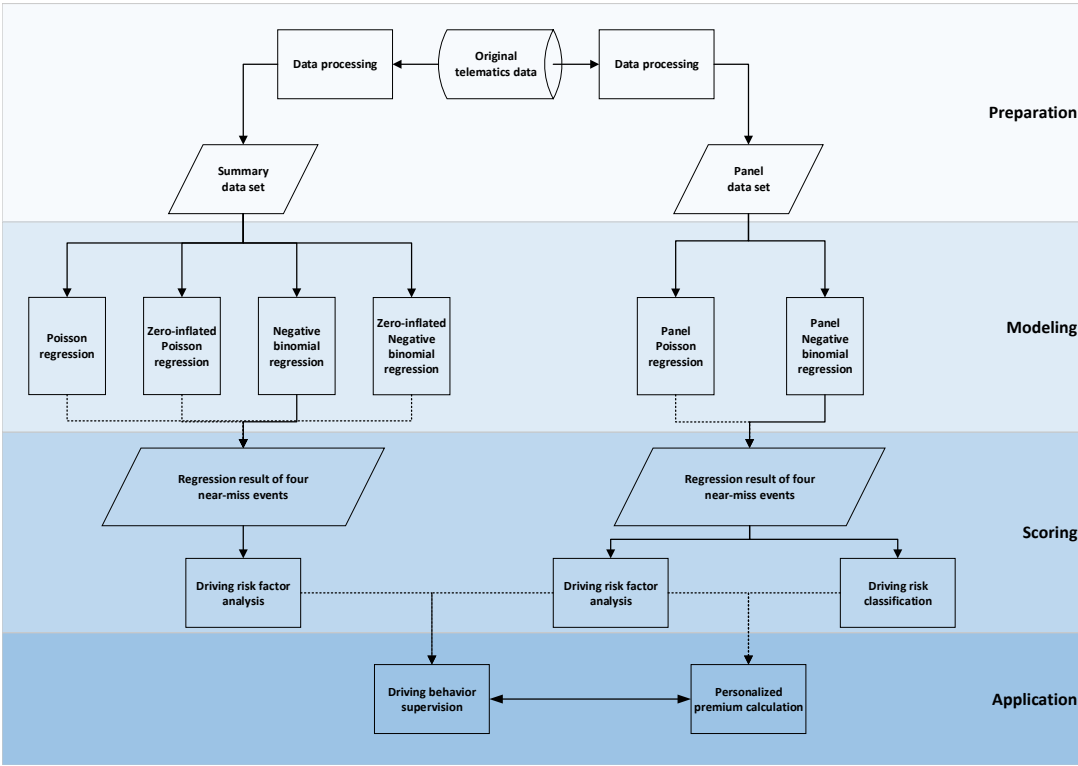 Data processing
Original
telematics data
Data processing
Preparation
Summary
data set
Panel
data set
Poisson
regression
Zero-inflated
Poisson
regression
Negative
binomial
regression
Zero-inflated
Negative
binomial
regression
Panel
Poisson
regression
Panel
Negative
binomial
regression
Modeling
Regression result of four
near-miss events
Regression result of four
near-miss events
Scoring
Driving risk factor
analysis
Driving risk factor
analysis
Driving risk
classification
Driving behavior
supervision
Personalized
premium calculation
Application